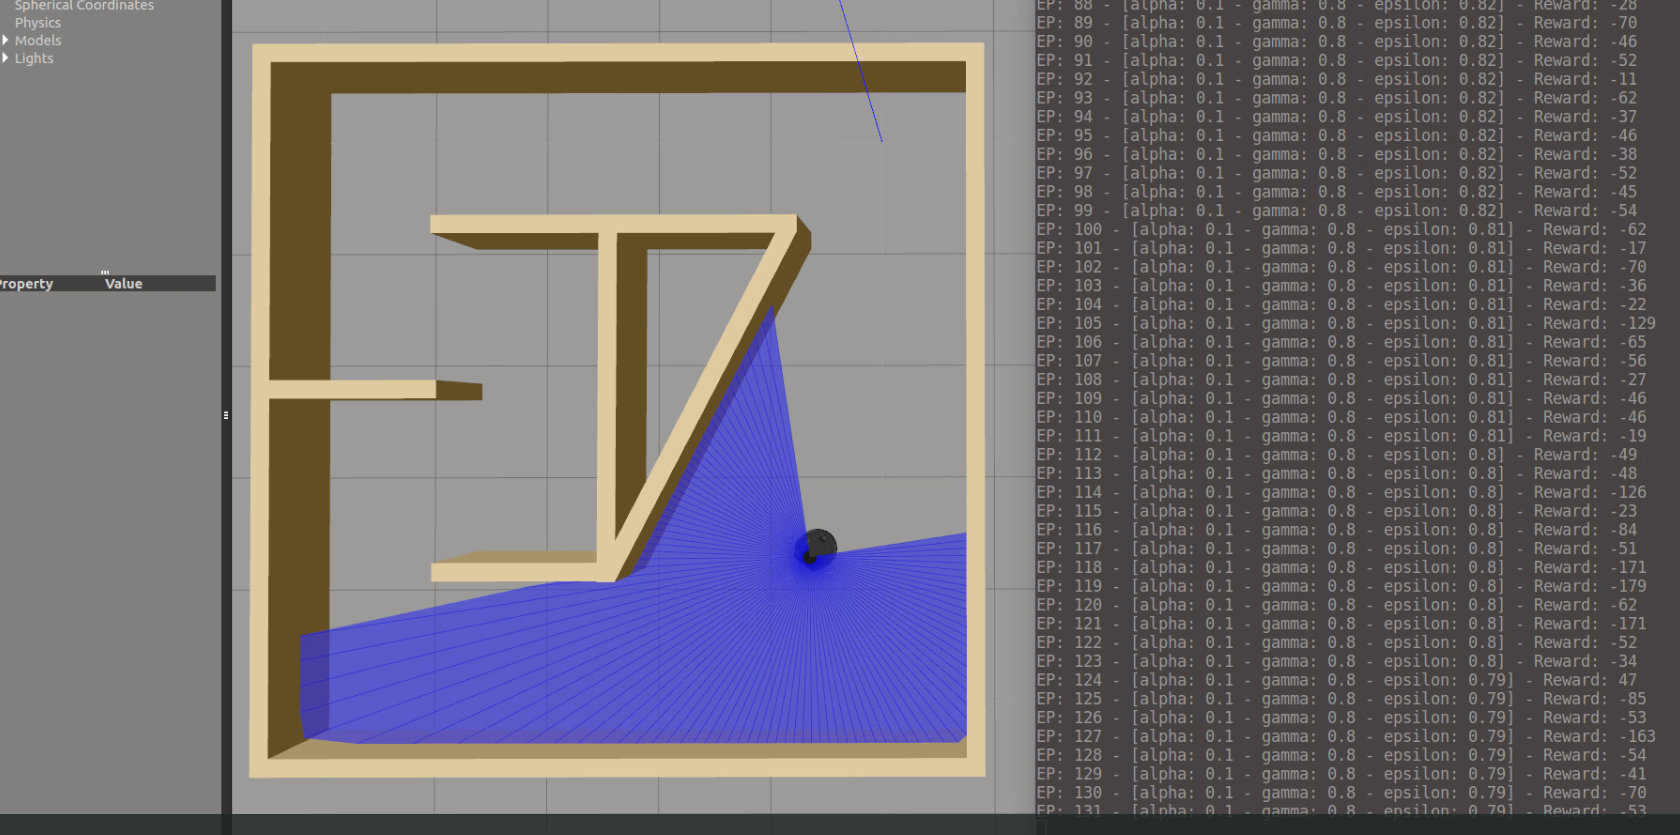 Spherical Coordinates
Physics
Models
Lights
Property Value
EP: 88 - [alpha: 0.1 - gamma: 0.8 - epsilon: 0.82] - Reward: -28
EP: 89 - [alpha: 0.1 - gamma: 0.8 - epsilon: 0.82] - Reward: -70
EP: 90 - [alpha: 0.1 - gamma: 0.8 - epsilon: 0.82] - Reward: -46
EP: 91 - [alpha: 0.1 - gamma: 0.8 - epsilon: 0.82] - Reward: -52
EP: 92 - [alpha: 0.1 - gamma: 0.8 - epsilon: 0.82] - Reward: -11
EP: 93 - [alpha: 0.1 - gamma: 0.8 - epsilon: 0.82] - Reward: -62
EP: 94 - [alpha: 0.1 - gamma: 0.8 - epsilon: 0.82] - Reward: -37
EP: 95 - [alpha: 0.1 - gamma: 0.8 - epsilon: 0.82] - Reward: -46
EP: 96 - [alpha: 0.1 - gamma: 0.8 - epsilon: 0.82] - Reward: -38
EP: 97 - [alpha: 0.1 - gamma: 0.8 - epsilon: 0.82] - Reward: -52
EP: 98 - [alpha: 0.1 - gamma: 0.8 - epsilon: 0.82] - Reward: -45
EP: 99 - [alpha: 0.1 - gamma: 0.8 - epsilon: 0.82] - Reward: -54
EP: 100 - [alpha: 0.1 - gamma: 0.8 - epsilon: 0.81] - Reward: -62
EP: 101 - [alpha: 0.1 - gamma: 0.8 - epsilon: 0.81] - Reward: -17
EP: 102 - [alpha: 0.1 - gamma: 0.8 - epsilon: 0.81] - Reward: -70
EP: 103 - [alpha: 0.1 - gamma: 0.8 - epsilon: 0.81] - Reward: -36
EP: 104 - [alpha: 0.1 - gamma: 0.8 - epsilon: 0.81] - Reward: -22
EP: 105 - [alpha: 0.1 - gamma: 0.8 - epsilon: 0.81] - Reward: -129
EP: 106 - [alpha: 0.1 - gamma: 0.8 - epsilon: 0.81] - Reward: -65
EP: 107 - [alpha: 0.1 - gamma: 0.8 - epsilon: 0.81] - Reward: -56
EP: 108 - [alpha: 0.1 - gamma: 0.8 - epsilon: 0.81] - Reward: -27
EP: 109 - [alpha: 0.1 - gamma: 0.8 - epsilon: 0.81] - Reward: -46
EP: 110 - [alpha: 0.1 - gamma: 0.8 - epsilon: 0.81] - Reward: -46
EP: 111 - [alpha: 0.1 - gamma: 0.8 - epsilon: 0.81] - Reward: -19
EP: 112 - [alpha: 0.1 - gamma: 0.8 - epsilon: 0.8] - Reward: -49
EP: 113 - [alpha: 0.1 - gamma: 0.8 - epsilon: 0.8] - Reward: -48
EP: 114 - [alpha: 0.1 - gamma: 0.8 - epsilon: 0.8] - Reward: -126
EP: 115 - [alpha: 0.1 - gamma: 0.8 - epsilon: 0.8] - Reward: -23
EP: 116 - [alpha: 0.1 - gamma: 0.8 - epsilon: 0.8] - Reward: -84
EP: 117 - [alpha: 0.1 - gamma: 0.8 - epsilon: 0.8] - Reward: -51
EP: 118 - [alpha: 0.1 - gamma: 0.8 - epsilon: 0.8] - Reward: -171
EP: 119 - [alpha: 0.1 - gamma: 0.8 - epsilon: 0.8] - Reward: -179
EP: 120 - [alpha: 0.1 - gamma: 0.8 - epsilon: 0.8] - Reward: -62
EP: 121 - [alpha: 0.1 - gamma: 0.8 - epsilon: 0.8] - Reward: -171
EP: 122 - [alpha: 0.1 - gamma: 0.8 - epsilon: 0.8] - Reward: -52
EP: 123 - [alpha: 0.1 - gamma: 0.8 - epsilon: 0.8] - Reward: -34
EP: 124 - [alpha: 0.1 - gamma: 0.8 - epsilon: 0.79] - Reward: 47
EP: 125 - [alpha: 0.1 - gamma: 0.8 - epsilon: 0.79] - Reward: -85
EP: 126 - [alpha: 0.1 - gamma: 0.8 - epsilon: 0.79] - Reward: -53
EP: 127 - [alpha: 0.1 - gamma: 0.8 - epsilon: 0.79] - Reward: -163
EP: 128 - [alpha: 0.1 - gamma: 0.8 - epsilon: 0.79] - Reward: -54
EP: 129 - [alpha: 0.1 - gamma: 0.8 - epsilon: 0.79] - Reward: -41
EP: 130 - [alpha: 0.1 - gamma: 0.8 - epsilon: 0.79] - Reward: -70
EP: 131 - [alpha: 0.1 - gamma: 0.8 - epsilon: 0.79] - Reward: -53